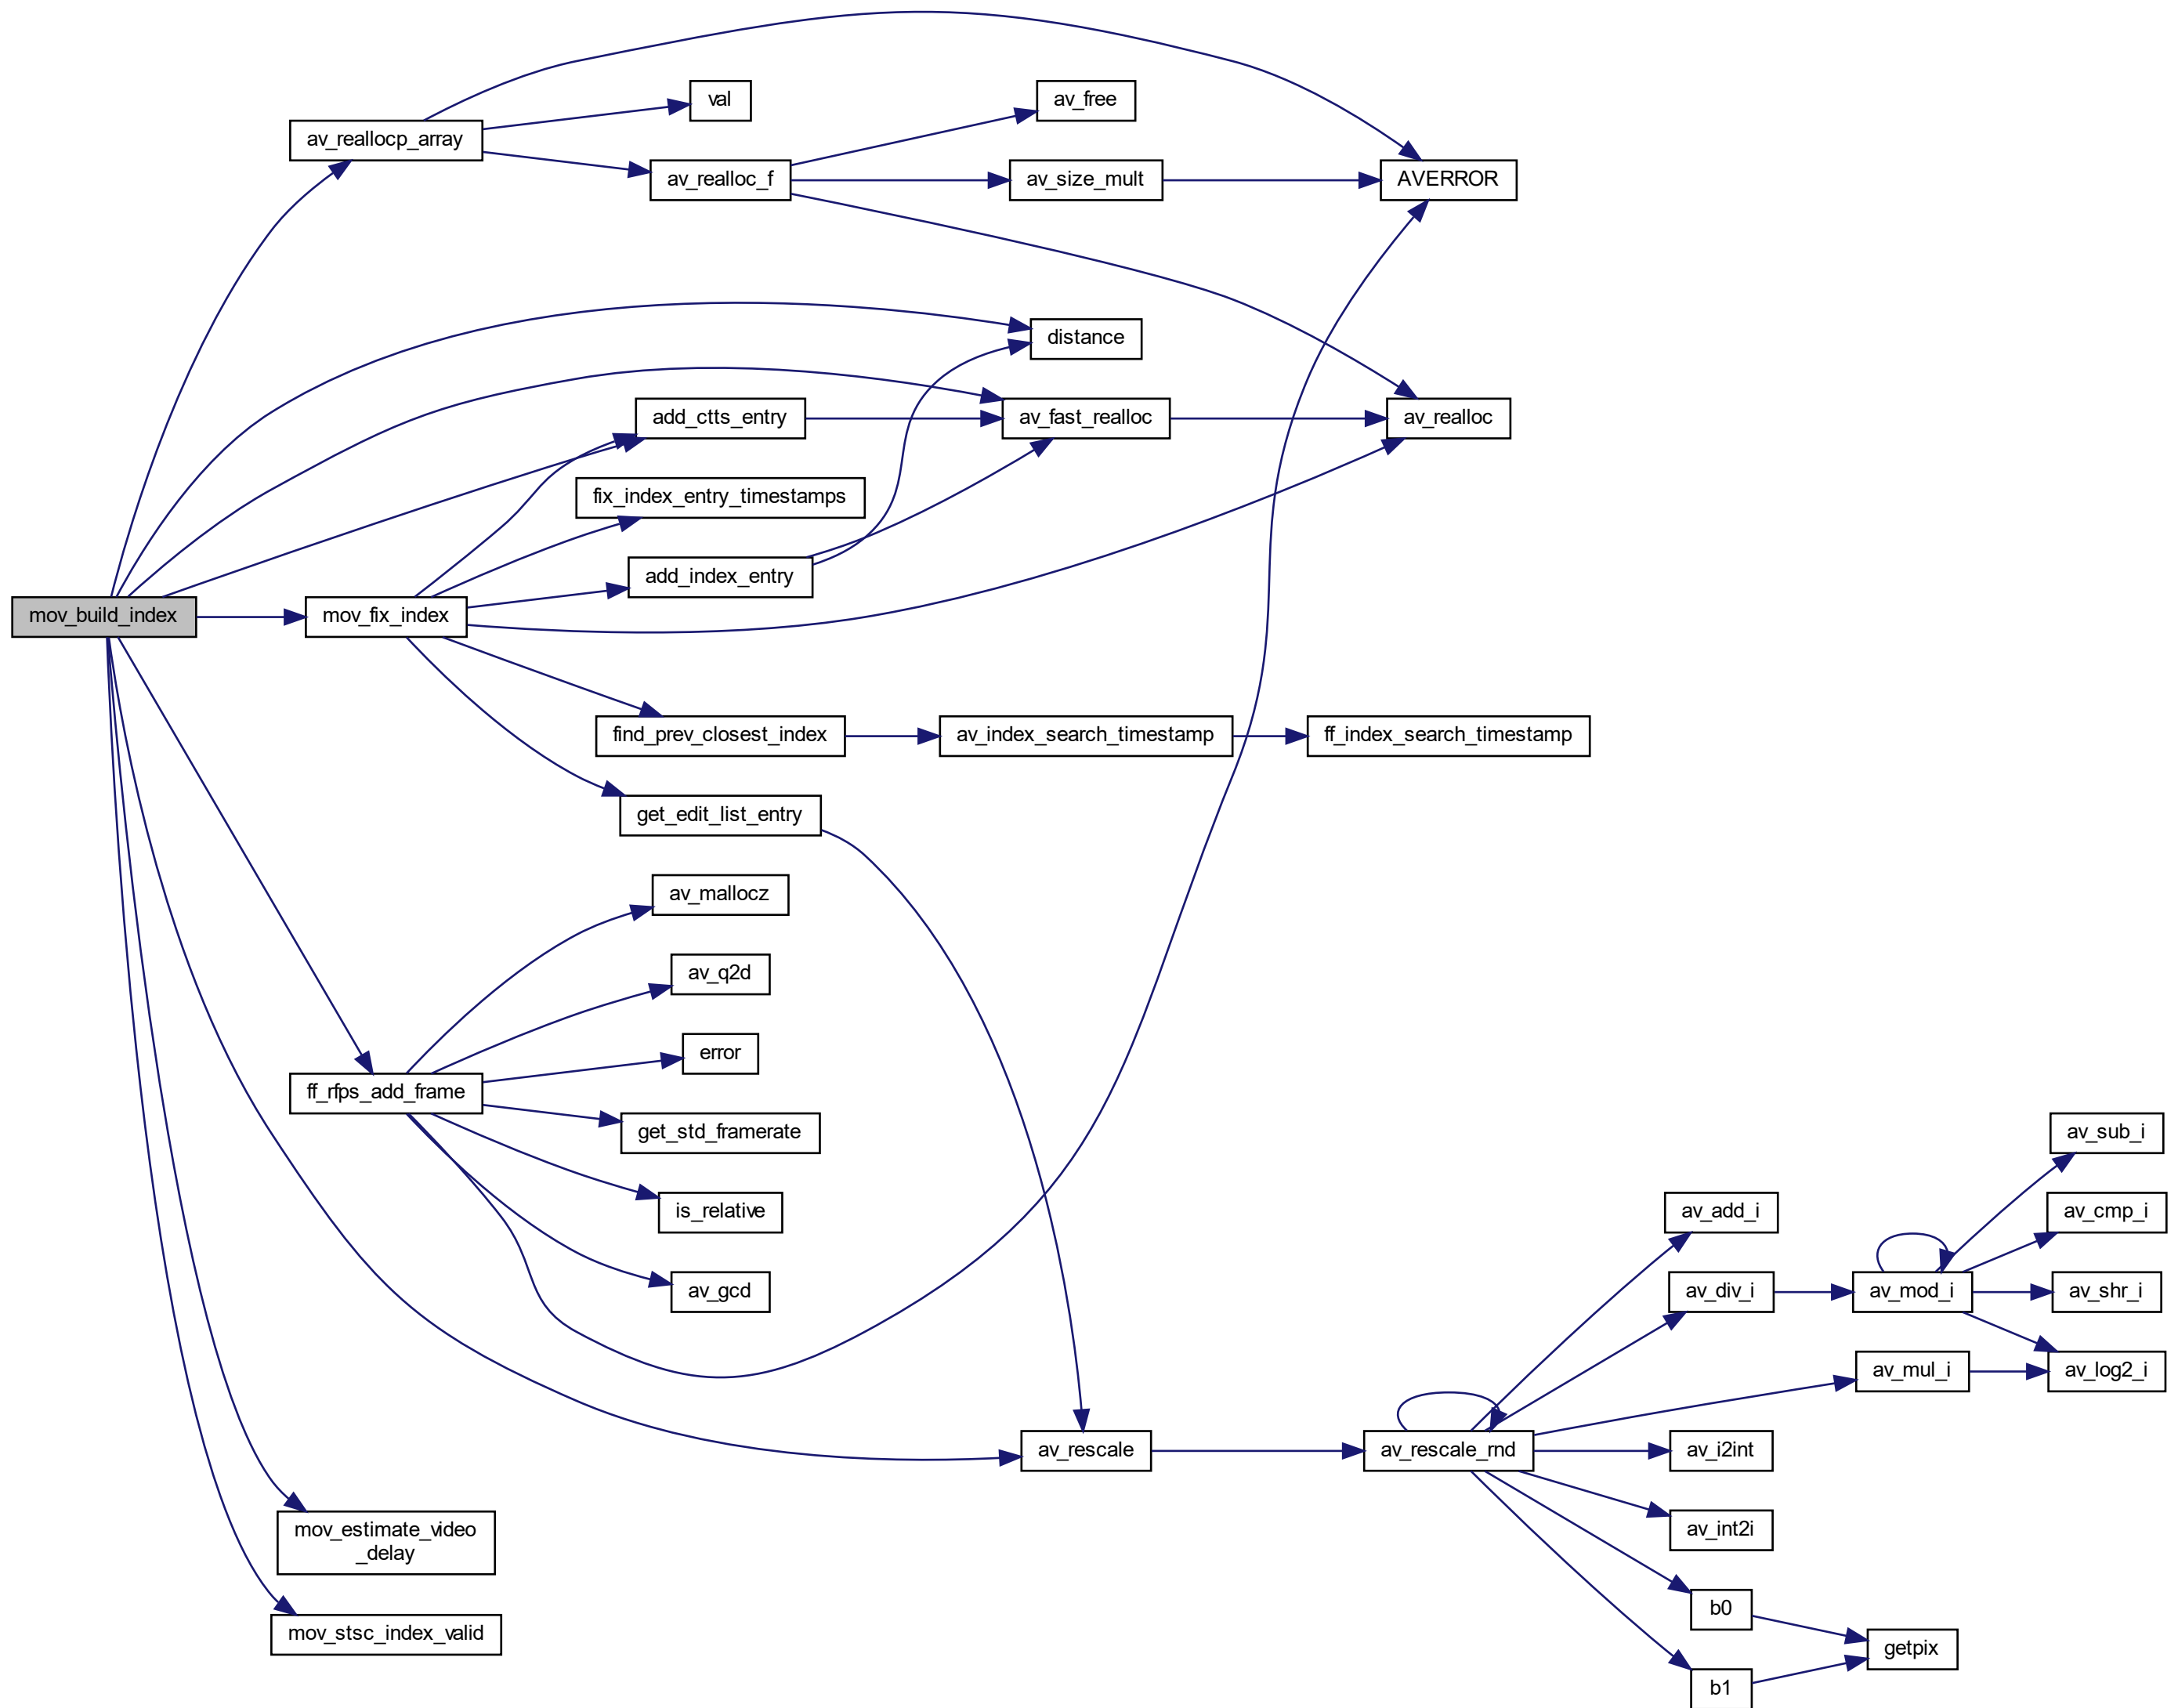 val
av_free
av_reallocp_array
av_realloc_f
av_size_mult
AVERROR
distance
add_ctts_entry
av_fast_realloc
av_realloc
fix_index_entry_timestamps
add_index_entry
mov_build_index
mov_fix_index
find_prev_closest_index
av_index_search_timestamp
ff_index_search_timestamp
get_edit_list_entry
av_mallocz
av_q2d
error
ff_rfps_add_frame
get_std_framerate
av_sub_i
is_relative
av_add_i
av_cmp_i
av_gcd
av_div_i
av_mod_i
av_shr_i
av_mul_i
av_log2_i
av_rescale
av_rescale_rnd
av_i2int
mov_estimate_video
_delay
av_int2i
b0
mov_stsc_index_valid
getpix
b1